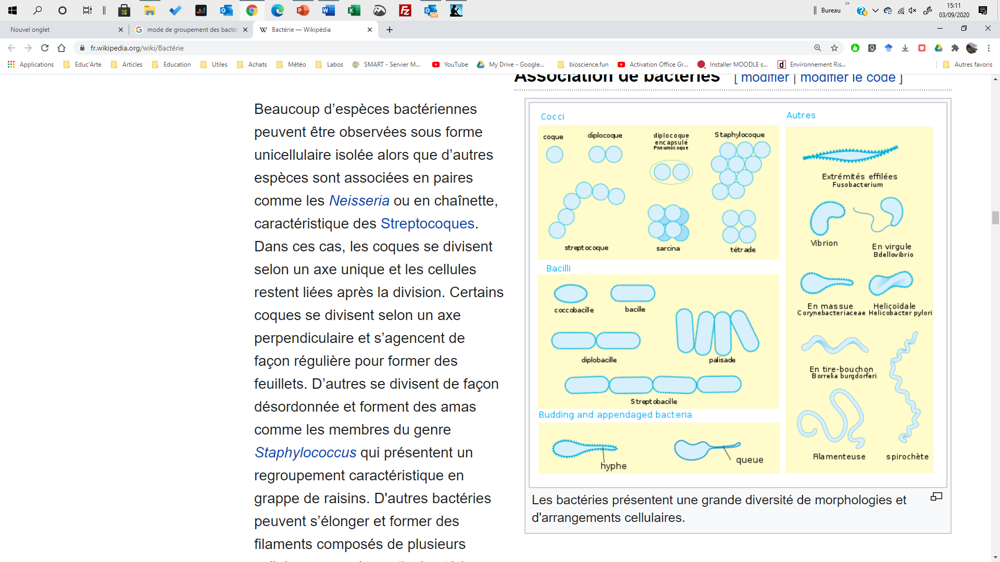 Bureau
15:11
03/09/2020
Nouvel onglet
mode de groupement des bactér
Bactérie — Wikipédia
fr.wikipedia.org/wiki/Bactérie
Applications
Educ'Arte
Articles
Education
Utiles
Achats
Météo
Labos
SMART - Servier M...
YouTube
My Drive - Google...
bioscience.fun
Activation Office Gr...
Installer MOODLE s...
Environnement Ris...
Autres favoris
Association de bactéries [ modifier | modifier le code ]
Beaucoup d’espèces bactériennes
peuvent être observées sous forme
unicellulaire isolée alors que d’autres
espèces sont associées en paires
comme les Neisseria ou en chaînette,
caractéristique des Streptocoques.
Dans ces cas, les coques se divisent
selon un axe unique et les cellules
restent liées après la division. Certains
coques se divisent selon un axe
perpendiculaire et s’agencent de
façon régulière pour former des
feuillets. D’autres se divisent de façon
désordonnée et forment des amas
comme les membres du genre
Staphylococcus qui présentent un
regroupement caractéristique en
grappe de raisins. D'autres bactéries
peuvent s’élonger et former des
filaments composés de plusieurs
Cocci
coque
diplocoque
diplocoque
encapsulé
Pneumocoque
Staphylocoque
streptocoque
sarcina
tétrade
Bacilli
coccobacille
bacille
diplobacille
palisade
Streptobacille
Budding and appendaged bacteria
hyphe
queue
Autres
Extrémités effilées
Fusobacterium
Vibrion
En virgule
Bdellovibrio
En massue
Corynebacteriaceae
Helicoïdale
Helicobacter pylori
En tire-bouchon
Borrelia burgdorferi
Filamenteuse
spirochète
Les bactéries présentent une grande diversité de morphologies et
d'arrangements cellulaires.